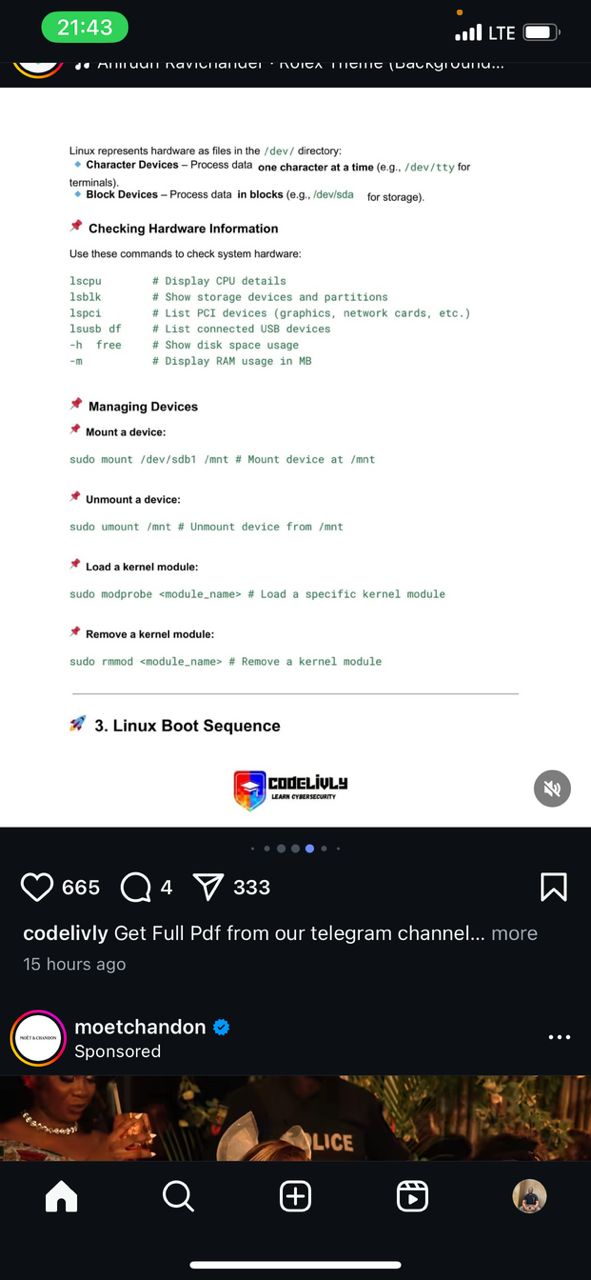 21:43
LTE
Anirudh Ravichander · Rolex Theme (Background...
Linux represents hardware as files in the /dev/ directory:
🔹 Character Devices – Process data one character at a time (e.g., /dev/tty for
terminals).
🔹 Block Devices – Process data in blocks (e.g., /dev/sda for storage).
📌 Checking Hardware Information
Use these commands to check system hardware:
lscpu # Display CPU details
lsblk # Show storage devices and partitions
lspci # List PCI devices (graphics, network cards, etc.)
lsusb df # List connected USB devices
-h free # Show disk space usage
-m # Display RAM usage in MB
📌 Managing Devices
📌 Mount a device:
sudo mount /dev/sdb1 /mnt # Mount device at /mnt
📌 Unmount a device:
sudo umount /mnt # Unmount device from /mnt
📌 Load a kernel module:
sudo modprobe <module_name> # Load a specific kernel module
📌 Remove a kernel module:
sudo rmmod <module_name> # Remove a kernel module
🚀 3. Linux Boot Sequence
CODELIVLY
LEARN CYBERSECURITY
665 4 333
codelivly Get Full Pdf from our telegram channel... more
15 hours ago
MOËT & CHANDON
moetchandon
Sponsored
OLICE